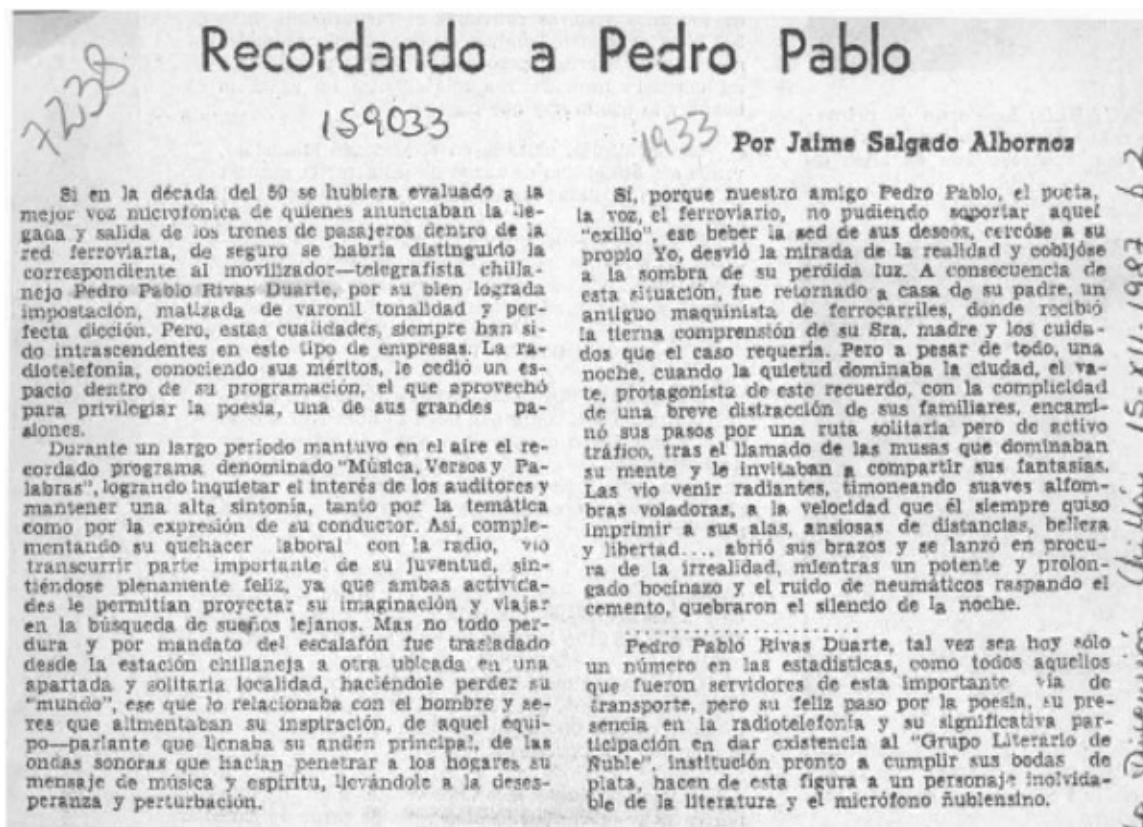 Recordando a Pedro Pablo
7238
159033
1933
Por Jaime Salgado Albornoz
Si en la década del 50 se hubiera evaluado a la
mejor voz microfónica de quienes anunciaban la lle-
gada y salida de los trenes de pasajeros dentro de la
red ferroviaria, de seguro se habría distinguido la
correspondiente al movilizador—telegrafista chilla-
nejo Pedro Pablo Rivas Duarte, por su bien lograda
impostación, matizada de varonil tonalidad y per-
fecta dicción. Pero, estas cualidades, siempre han si-
do intrascendentes en este tipo de empresas. La ra-
diotelefonía, conociendo sus méritos, le cedió un es-
pacio dentro de su programación, el que aprovechó
para privilegiar la poesía, una de sus grandes pa-
siones.
Durante un largo período mantuvo en el aire el re-
cordado programa denominado "Música, Versos y Pa-
labras", logrando inquietar el interés de los auditores y
mantener una alta sintonía, tanto por la temática
como por la expresión de su conductor. Así, comple-
mentando su quehacer laboral con la radio, vio
transcurrir parte importante de su juventud, sin-
tiéndose plenamente feliz, ya que ambas activida-
des le permitían proyectar su imaginación y viajar
en la búsqueda de sueños lejanos. Mas no todo per-
dura y por mandato del escalafón fue trasladado
desde la estación chillaneja a otra ubicada en una
apartada y solitaria localidad, haciéndole perder su
"mundo", ese que lo relacionaba con el hombre y se-
res que alimentaban su inspiración, de aquel equi-
po—parlante que llenaba su andén principal, de las
ondas sonoras que hacían penetrar a los hogares su
mensaje de música y espíritu, llevándole a la deses-
peranza y perturbación.
Sí, porque nuestro amigo Pedro Pablo, el poeta,
la voz, el ferroviario, no pudiendo soportar aquel
"exilio", ese beber la sed de sus deseos, cercóse a su
propio Yo, desvió la mirada de la realidad y cobijóse
a la sombra de su perdida luz. A consecuencia de
esta situación, fue retornado a casa de su padre, un
antiguo maquinista de ferrocarriles, donde recibió
la tierna comprensión de su Sra. madre y los cuida-
dos que el caso requería. Pero a pesar de todo, una
noche, cuando la quietud dominaba la ciudad, el va-
te, protagonista de este recuerdo, con la complicidad
de una breve distracción de sus familiares, encami-
nó sus pasos por una ruta solitaria pero de activo
tráfico, tras el llamado de las musas que dominaban
su mente y le invitaban a compartir sus fantasías.
Las vio venir radiantes, timoneando suaves alfom-
bras voladoras, a la velocidad que él siempre quiso
imprimir a sus alas, ansiosas de distancias, belleza
y libertad..., abrió sus brazos y se lanzó en procu-
ra de la irrealidad, mientras un potente y prolon-
gado bocinazo y el ruido de neumáticos raspando el
cemento, quebraron el silencio de la noche.
......................
Pedro Pablo Rivas Duarte, tal vez sea hoy sólo
un número en las estadísticas, como todos aquellos
que fueron servidores de esta importante vía de
transporte, pero su feliz paso por la poesía, su pre-
sencia en la radiotelefonía y su significativa par-
ticipación en dar existencia al "Grupo Literario de
Ñuble", institución pronto a cumplir sus bodas de
plata, hacen de esta figura a un personaje inolvida-
ble de la literatura y el micrófono ñublensino.